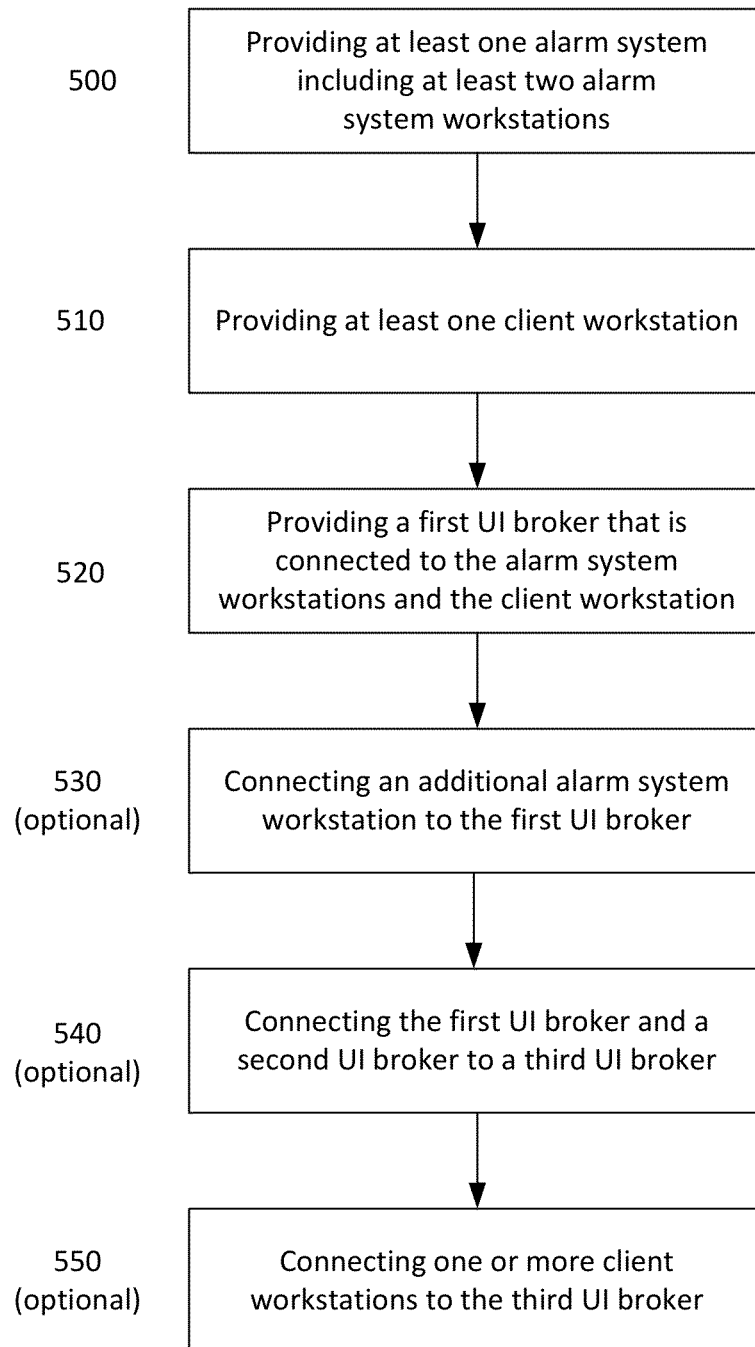 500
Providing at least one alarm system
including at least two alarm
system workstations
510
Providing at least one client workstation
520
Providing a first UI broker that is
connected to the alarm system
workstations and the client workstation
530
(optional)
Connecting an additional alarm system
workstation to the first UI broker
540
(optional)
Connecting the first UI broker and a
second UI broker to a third UI broker
550
(optional)
Connecting one or more client
workstations to the third UI broker